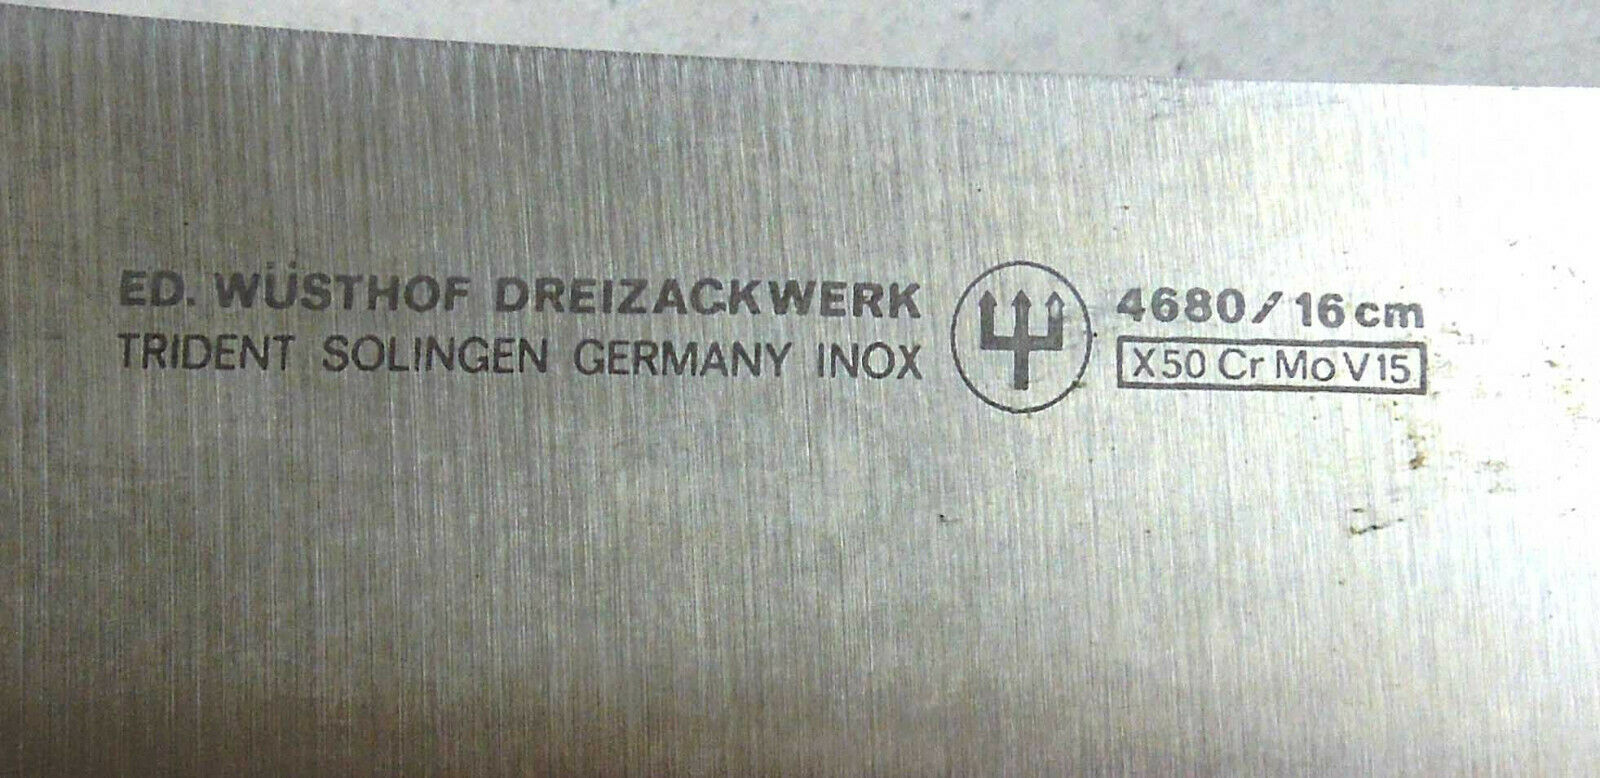 ED. WÜSTHOF DREIZACKWERK
TRIDENT SOLINGEN GERMANY INOX
4680/16cm
X50 Cr Mo V15